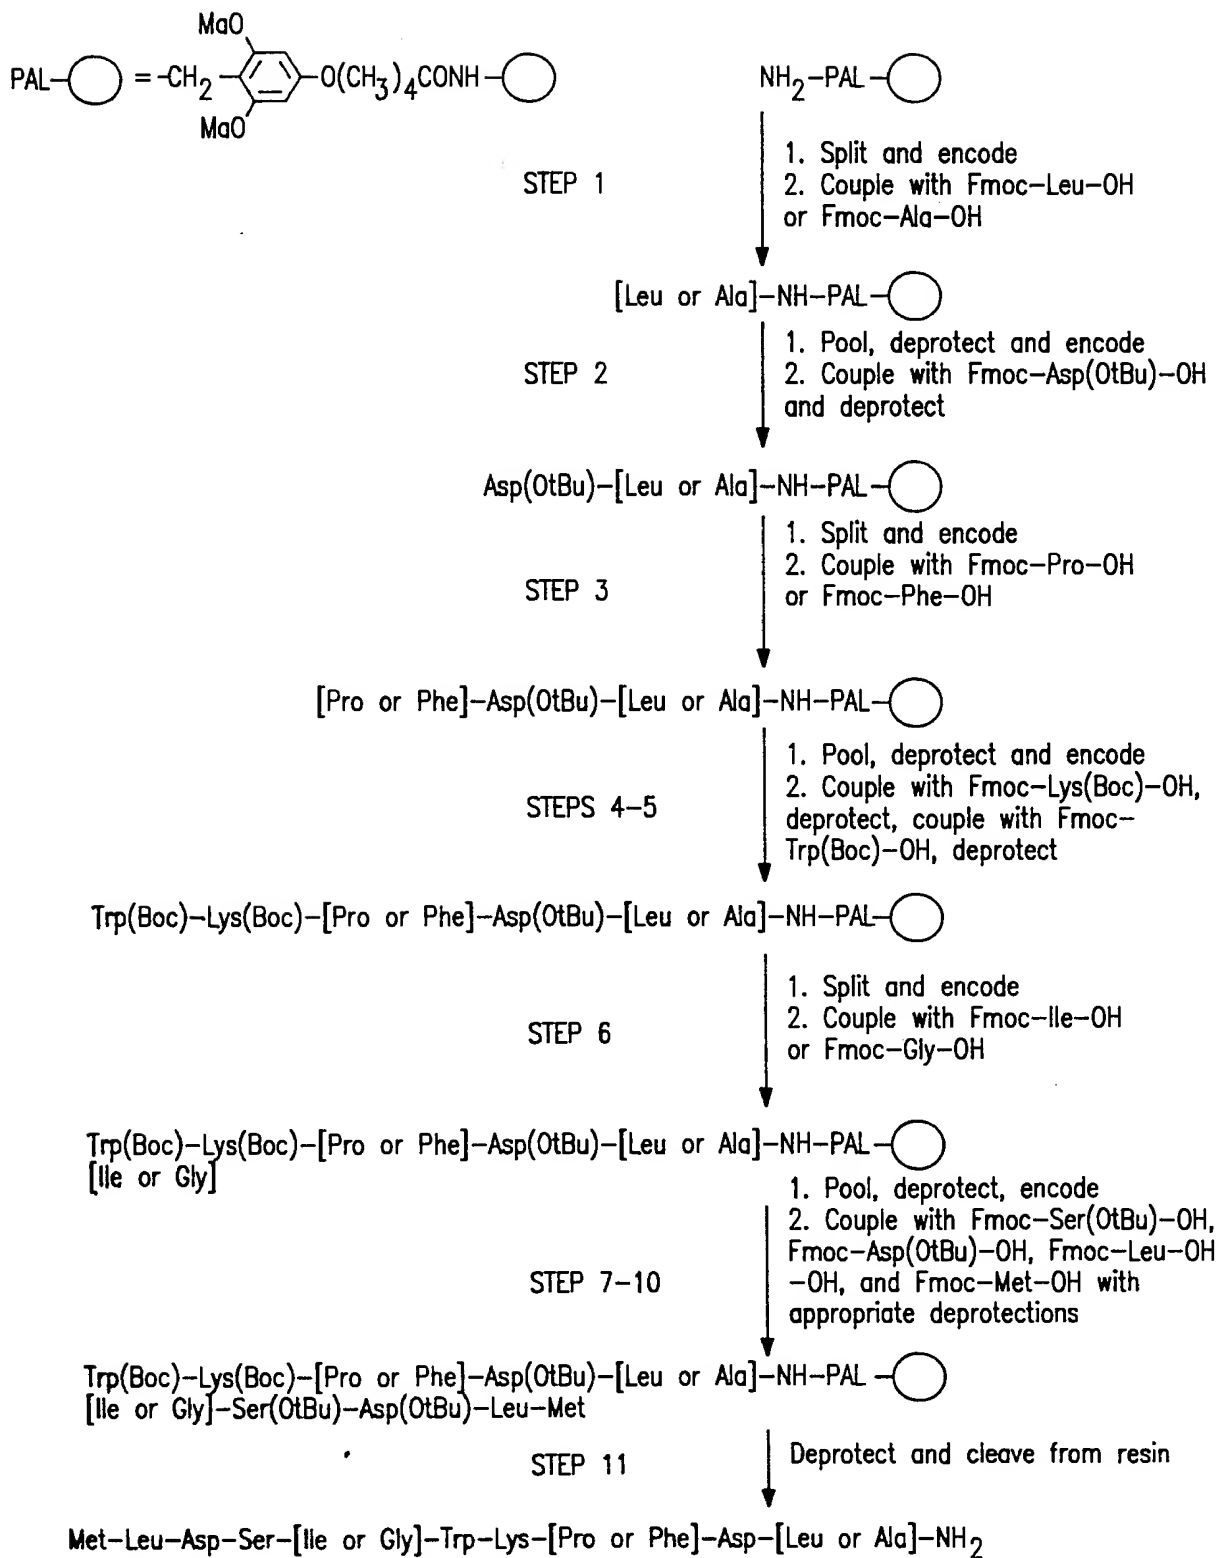 MaO
PAL–◯ = –CH2– –O(CH3)4CONH–◯
MaO
NH2–PAL–◯
STEP 1
1. Split and encode
2. Couple with Fmoc–Leu–OH
or Fmoc–Ala–OH
[Leu or Ala]–NH–PAL–◯
STEP 2
1. Pool, deprotect and encode
2. Couple with Fmoc–Asp(OtBu)–OH
and deprotect
Asp(OtBu)–[Leu or Ala]–NH–PAL–◯
STEP 3
1. Split and encode
2. Couple with Fmoc–Pro–OH
or Fmoc–Phe–OH
[Pro or Phe]–Asp(OtBu)–[Leu or Ala]–NH–PAL–◯
STEPS 4–5
1. Pool, deprotect and encode
2. Couple with Fmoc–Lys(Boc)–OH,
deprotect, couple with Fmoc–
Trp(Boc)–OH, deprotect
Trp(Boc)–Lys(Boc)–[Pro or Phe]–Asp(OtBu)–[Leu or Ala]–NH–PAL–◯
STEP 6
1. Split and encode
2. Couple with Fmoc–Ile–OH
or Fmoc–Gly–OH
Trp(Boc)–Lys(Boc)–[Pro or Phe]–Asp(OtBu)–[Leu or Ala]–NH–PAL–◯
[Ile or Gly]
STEP 7–10
1. Pool, deprotect, encode
2. Couple with Fmoc–Ser(OtBu)–OH,
Fmoc–Asp(OtBu)–OH, Fmoc–Leu–OH
–OH, and Fmoc–Met–OH with
appropriate deprotections
Trp(Boc)–Lys(Boc)–[Pro or Phe]–Asp(OtBu)–[Leu or Ala]–NH–PAL–◯
[Ile or Gly]–Ser(OtBu)–Asp(OtBu)–Leu–Met
STEP 11
Deprotect and cleave from resin
Met–Leu–Asp–Ser–[Ile or Gly]–Trp–Lys–[Pro or Phe]–Asp–[Leu or Ala]–NH2